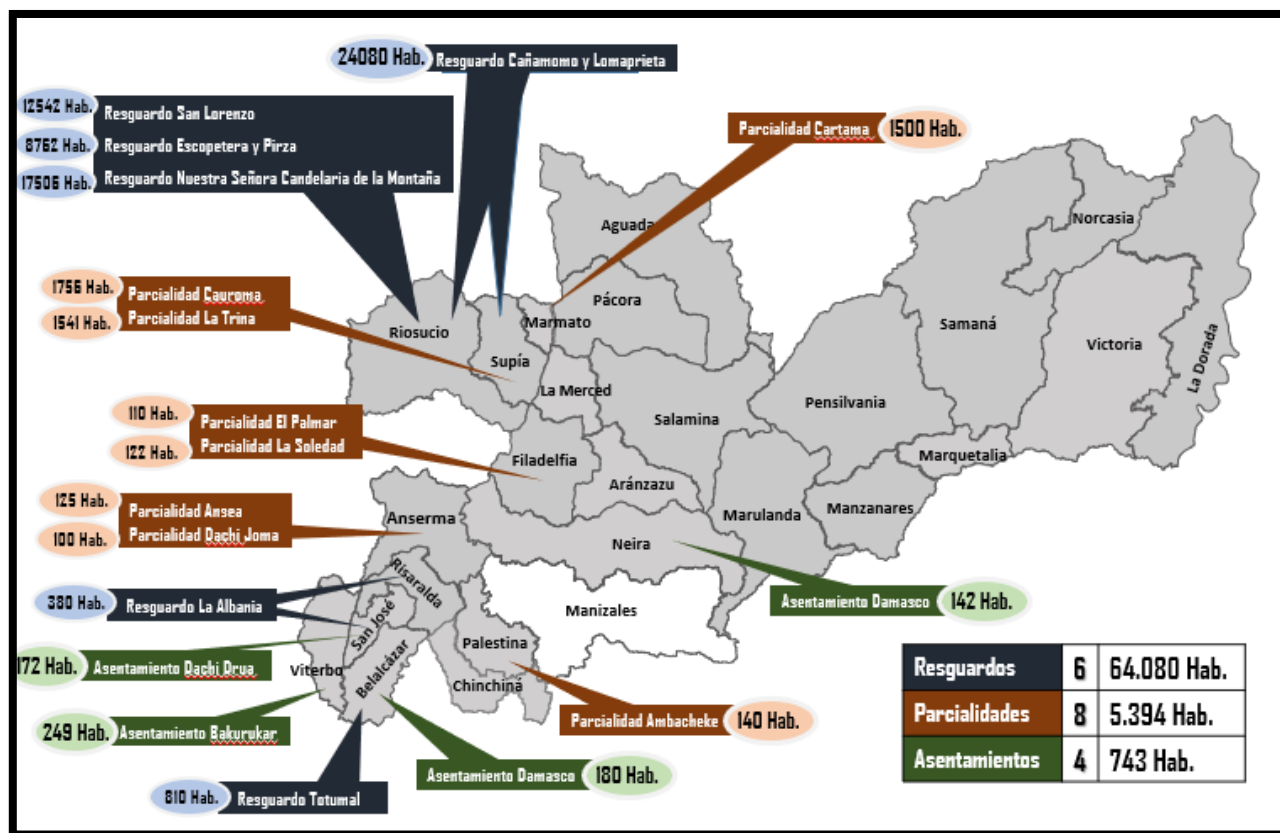 24080 Hab. Resguardo Cañamomo y Lomaprieta
12542 Hab. Resguardo San Lorenzo
8762 Hab. Resguardo Escopetera y Pirza
17506 Hab. Resguardo Nuestra Señora Candelaria de la Montaña
Parcialidad Cartama 1500 Hab.
1756 Hab. Parcialidad Cauroma
1541 Hab. Parcialidad La Trina
110 Hab. Parcialidad El Palmar
122 Hab. Parcialidad La Soledad
125 Hab. Parcialidad Ansea
100 Hab. Parcialidad Dachi Joma
380 Hab. Resguardo La Albania
172 Hab. Asentamiento Dachi Drua
249 Hab. Asentamiento Bakurukar
810 Hab. Resguardo Totumal
Asentamiento Damasco 180 Hab.
Parcialidad Ambacheke 140 Hab.
Asentamiento Damasco 142 Hab.
Aguada
Norcasia
Pácora
Marmato
Riosucio
Supía
Samaná
Victoria
La Dorada
La Merced
Salamina
Pensilvania
Filadelfia
Aránzazu
Marquetalia
Manzanares
Marulanda
Anserma
Neira
Risaralda
Manizales
San José
Palestina
Viterbo
Belalcázar
Chinchiná
Resguardos 6 64.080 Hab.
Parcialidades 8 5.394 Hab.
Asentamientos 4 743 Hab.